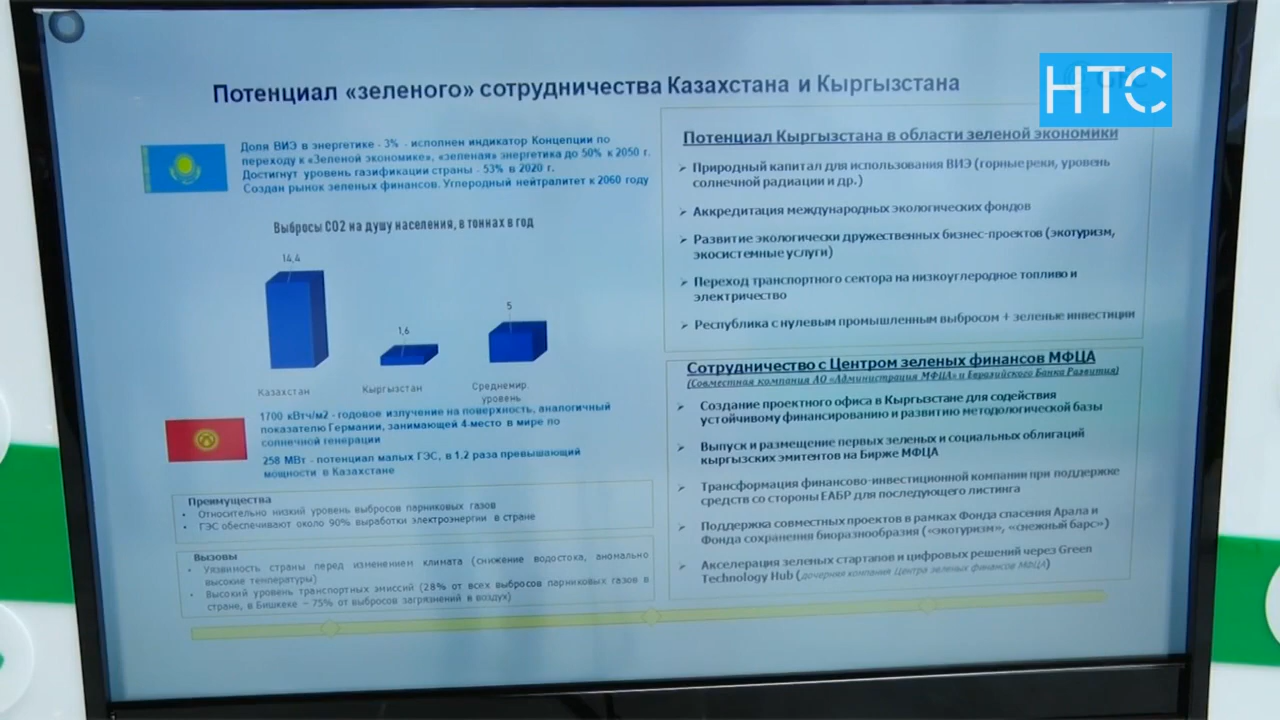 НТС
Потенциал «зеленого» сотрудничества Казахстана и Кыргызстана
Доля ВИЭ в энергетике - 3% - исполнен индикатор Концепции по
переходу к «Зеленой экономике», «зеленая» энергетика до 50% к 2050 г.
Достигнут уровень газификации страны - 53% в 2020 г.
Создан рынок зеленых финансов. Углеродный нейтралитет к 2060 году
Выбросы СО2 на душу населения, в тоннах в год
14,4
1,6
5
Казахстан
Кыргызстан
Среднемир.
уровень
1700 кВтч/м2 - годовое излучение на поверхность, аналогичный
показателю Германии, занимающей 4-место в мире по
солнечной генерации
258 МВт - потенциал малых ГЭС, в 1,2 раза превышающий
мощности в Казахстане
Преимущества
• Относительно низкий уровень выбросов парниковых газов
• ГЭС обеспечивают около 90% выработки электроэнергии в стране
Вызовы
• Уязвимость страны перед изменением климата (снижение водостока, аномально
высокие температуры)
• Высокий уровень транспортных эмиссий (28% от всех выбросов парниковых газов в
стране, в Бишкеке – 75% от выбросов загрязнений в воздух)
Потенциал Кыргызстана в области зеленой экономики
➢ Природный капитал для использования ВИЭ (горные реки, уровень
солнечной радиации и др.)
➢ Аккредитация международных экологических фондов
➢ Развитие экологически дружественных бизнес-проектов (экотуризм,
экосистемные услуги)
➢ Переход транспортного сектора на низкоуглеродное топливо и
электричество
➢ Республика с нулевым промышленным выбросом + зеленые инвестиции
Сотрудничество с Центром зеленых финансов МФЦА
(Совместная компания АО «Администрация МФЦА» и Евразийского Банка Развития)
➢ Создание проектного офиса в Кыргызстане для содействия
устойчивому финансированию и развитию методологической базы
➢ Выпуск и размещение первых зеленых и социальных облигаций
кыргызских эмитентов на Бирже МФЦА
➢ Трансформация финансово-инвестиционной компании при поддержке
средств со стороны ЕАБР для последующего листинга
➢ Поддержка совместных проектов в рамках Фонда спасения Арала и
Фонда сохранения биоразнообразия («экотуризм», «снежный барс»)
➢ Акселерация зеленых стартапов и цифровых решений через Green
Technology Hub (дочерняя компания Центра зеленых финансов МФЦА)